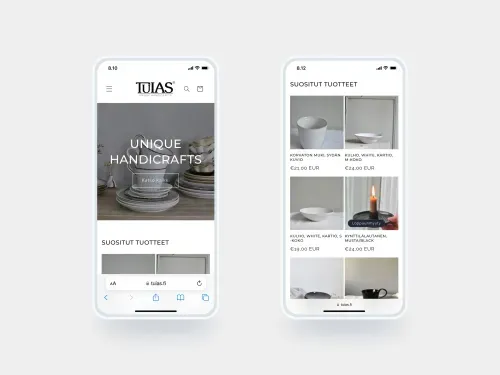 8.10
TUIAS
UNIQUE
HANDICRAFTS
SUOSITUT TUOTTEET
AA
tuias.fi
8.12
SUOSITUT TUOTTEET
KORVATON MUKI, SYDÄN-
KUVIO
€23,00 EUR
KULHO, WHITE, KARTIO,
M-KOKO
€24,00 EUR
KULHO, WHITE, KARTIO, S
-KOKO
€19,00 EUR
Loppuunmyyty
KYNTTILÄLAUTANEN,
MUSTA/BLACK
€24,00 EUR
tuias.fi